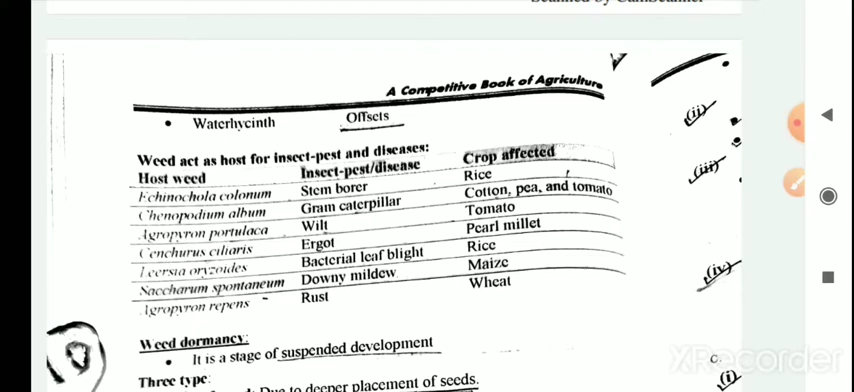 Scanned by CamScanner
A Competitive Book of Agriculture
• Waterhycinth Offsets
(ii)
Weed act as host for insect-pest and diseases:
Host weed Insect-pest/disease Crop affected
(iii)
Echinochola colonum Stem borer Rice
Chenopodium album Gram caterpillar Cotton, pea, and tomato
Agropyron portulaca Wilt Tomato
Cenchurus ciliaris Ergot Pearl millet
Leersia oryzoides Bacterial leaf blight Rice
(iv)
Saccharum spontaneum Downy mildew Maize
Agropyron repens Rust Wheat
10
Weed dormancy:
• It is a stage of suspended development
XRecorder
C.
Three type:
(i)
Due to deeper placement of seeds.